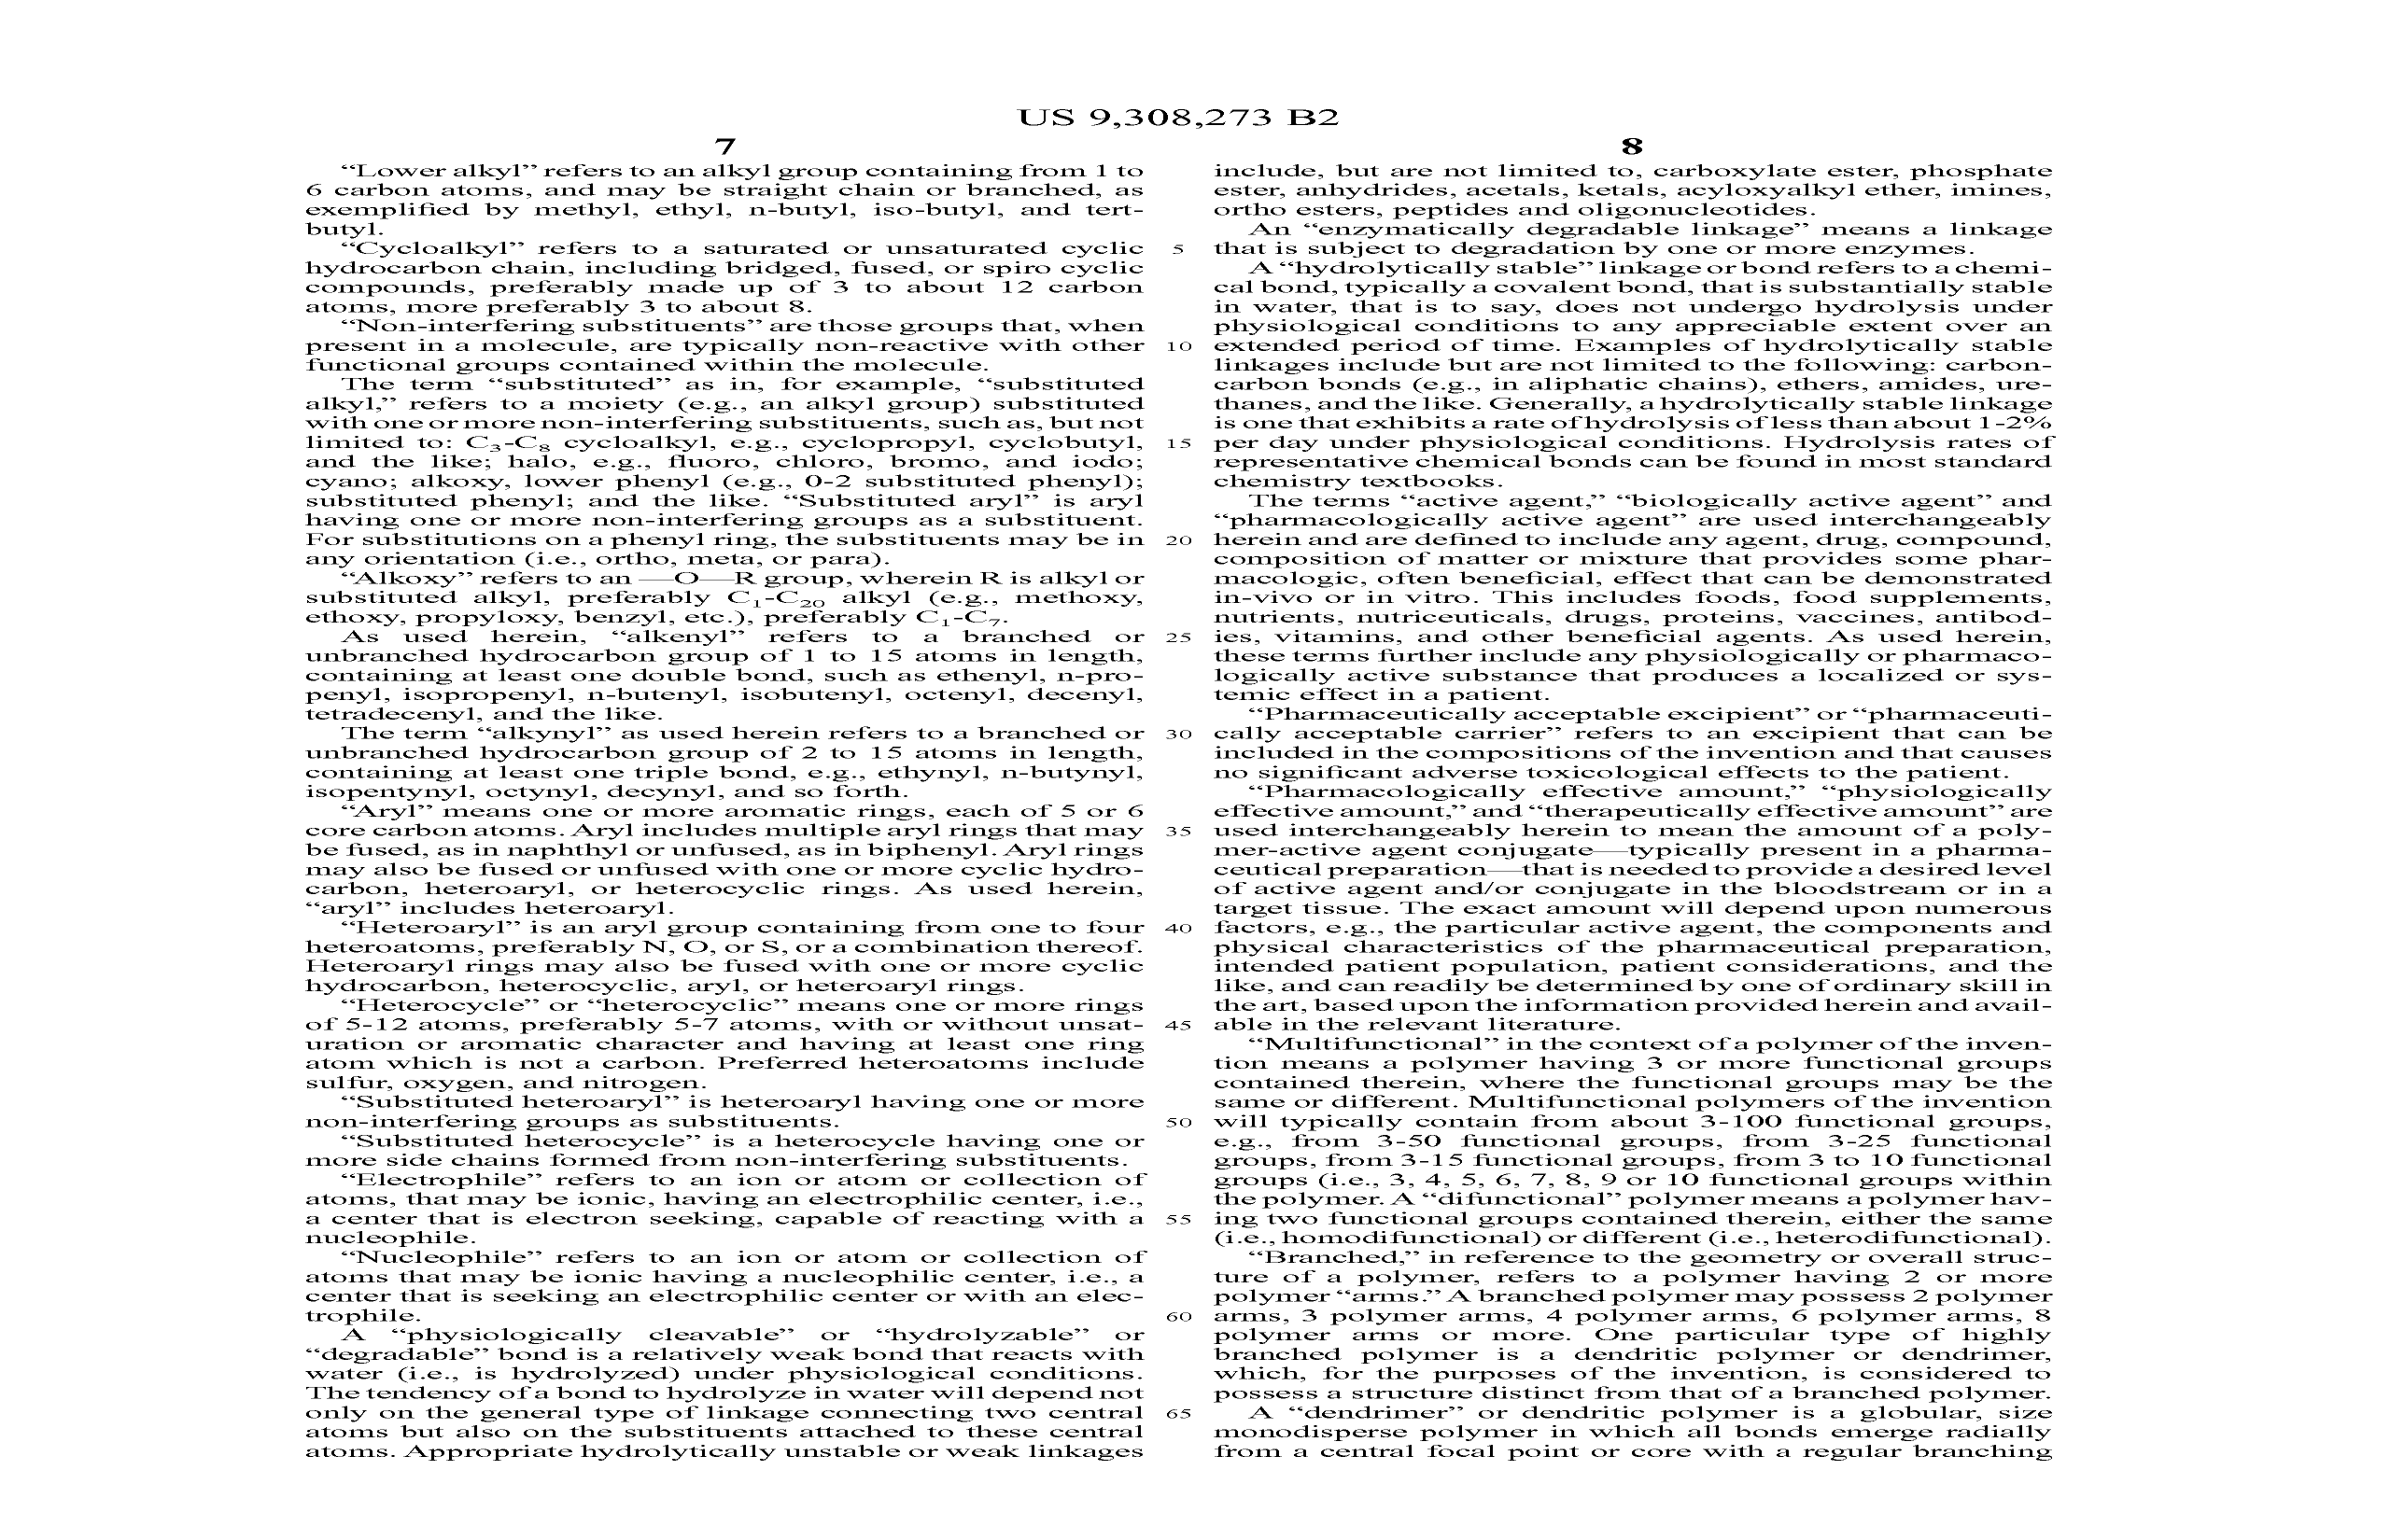 US 9,308,273 B2
7
“Lower alkyl” refers to an alkyl group containing from 1 to
6 carbon atoms, and may be straight chain or branched, as
exemplified by methyl, ethyl, n-butyl, iso-butyl, and tert-
butyl.
“Cycloalkyl” refers to a saturated or unsaturated cyclic
hydrocarbon chain, including bridged, fused, or spiro cyclic
compounds, preferably made up of 3 to about 12 carbon
atoms, more preferably 3 to about 8.
“Non-interfering substituents” are those groups that, when
present in a molecule, are typically non-reactive with other
functional groups contained within the molecule.
The term “substituted” as in, for example, “substituted
alkyl,” refers to a moiety (e.g., an alkyl group) substituted
with one or more non-interfering substituents, such as, but not
limited to: C₃-C₈ cycloalkyl, e.g., cyclopropyl, cyclobutyl,
and the like; halo, e.g., fluoro, chloro, bromo, and iodo;
cyano; alkoxy, lower phenyl (e.g., 0-2 substituted phenyl);
substituted phenyl; and the like. “Substituted aryl” is aryl
having one or more non-interfering groups as a substituent.
For substitutions on a phenyl ring, the substituents may be in
any orientation (i.e., ortho, meta, or para).
“Alkoxy” refers to an —O—R group, wherein R is alkyl or
substituted alkyl, preferably C₁-C₂₀ alkyl (e.g., methoxy,
ethoxy, propyloxy, benzyl, etc.), preferably C₁-C₇.
As used herein, “alkenyl” refers to a branched or
unbranched hydrocarbon group of 1 to 15 atoms in length,
containing at least one double bond, such as ethenyl, n-pro-
penyl, isopropenyl, n-butenyl, isobutenyl, octenyl, decenyl,
tetradecenyl, and the like.
The term “alkynyl” as used herein refers to a branched or
unbranched hydrocarbon group of 2 to 15 atoms in length,
containing at least one triple bond, e.g., ethynyl, n-butynyl,
isopentynyl, octynyl, decynyl, and so forth.
“Aryl” means one or more aromatic rings, each of 5 or 6
core carbon atoms. Aryl includes multiple aryl rings that may
be fused, as in naphthyl or unfused, as in biphenyl. Aryl rings
may also be fused or unfused with one or more cyclic hydro-
carbon, heteroaryl, or heterocyclic rings. As used herein,
“aryl” includes heteroaryl.
“Heteroaryl” is an aryl group containing from one to four
heteroatoms, preferably N, O, or S, or a combination thereof.
Heteroaryl rings may also be fused with one or more cyclic
hydrocarbon, heterocyclic, aryl, or heteroaryl rings.
“Heterocycle” or “heterocyclic” means one or more rings
of 5-12 atoms, preferably 5-7 atoms, with or without unsat-
uration or aromatic character and having at least one ring
atom which is not a carbon. Preferred heteroatoms include
sulfur, oxygen, and nitrogen.
“Substituted heteroaryl” is heteroaryl having one or more
non-interfering groups as substituents.
“Substituted heterocycle” is a heterocycle having one or
more side chains formed from non-interfering substituents.
“Electrophile” refers to an ion or atom or collection of
atoms, that may be ionic, having an electrophilic center, i.e.,
a center that is electron seeking, capable of reacting with a
nucleophile.
“Nucleophile” refers to an ion or atom or collection of
atoms that may be ionic having a nucleophilic center, i.e., a
center that is seeking an electrophilic center or with an elec-
trophile.
A “physiologically cleavable” or “hydrolyzable” or
“degradable” bond is a relatively weak bond that reacts with
water (i.e., is hydrolyzed) under physiological conditions.
The tendency of a bond to hydrolyze in water will depend not
only on the general type of linkage connecting two central
atoms but also on the substituents attached to these central
atoms. Appropriate hydrolytically unstable or weak linkages
5
10
15
20
25
30
35
40
45
50
55
60
65
8
include, but are not limited to, carboxylate ester, phosphate
ester, anhydrides, acetals, ketals, acyloxyalkyl ether, imines,
ortho esters, peptides and oligonucleotides.
An “enzymatically degradable linkage” means a linkage
that is subject to degradation by one or more enzymes.
A “hydrolytically stable” linkage or bond refers to a chemi-
cal bond, typically a covalent bond, that is substantially stable
in water, that is to say, does not undergo hydrolysis under
physiological conditions to any appreciable extent over an
extended period of time. Examples of hydrolytically stable
linkages include but are not limited to the following: carbon-
carbon bonds (e.g., in aliphatic chains), ethers, amides, ure-
thanes, and the like. Generally, a hydrolytically stable linkage
is one that exhibits a rate of hydrolysis of less than about 1-2%
per day under physiological conditions. Hydrolysis rates of
representative chemical bonds can be found in most standard
chemistry textbooks.
The terms “active agent,” “biologically active agent” and
“pharmacologically active agent” are used interchangeably
herein and are defined to include any agent, drug, compound,
composition of matter or mixture that provides some phar-
macologic, often beneficial, effect that can be demonstrated
in-vivo or in vitro. This includes foods, food supplements,
nutrients, nutriceuticals, drugs, proteins, vaccines, antibod-
ies, vitamins, and other beneficial agents. As used herein,
these terms further include any physiologically or pharmaco-
logically active substance that produces a localized or sys-
temic effect in a patient.
“Pharmaceutically acceptable excipient” or “pharmaceuti-
cally acceptable carrier” refers to an excipient that can be
included in the compositions of the invention and that causes
no significant adverse toxicological effects to the patient.
“Pharmacologically effective amount,” “physiologically
effective amount,” and “therapeutically effective amount” are
used interchangeably herein to mean the amount of a poly-
mer-active agent conjugate—typically present in a pharma-
ceutical preparation—that is needed to provide a desired level
of active agent and/or conjugate in the bloodstream or in a
target tissue. The exact amount will depend upon numerous
factors, e.g., the particular active agent, the components and
physical characteristics of the pharmaceutical preparation,
intended patient population, patient considerations, and the
like, and can readily be determined by one of ordinary skill in
the art, based upon the information provided herein and avail-
able in the relevant literature.
“Multifunctional” in the context of a polymer of the inven-
tion means a polymer having 3 or more functional groups
contained therein, where the functional groups may be the
same or different. Multifunctional polymers of the invention
will typically contain from about 3-100 functional groups,
e.g., from 3-50 functional groups, from 3-25 functional
groups, from 3-15 functional groups, from 3 to 10 functional
groups (i.e., 3, 4, 5, 6, 7, 8, 9 or 10 functional groups within
the polymer. A “difunctional” polymer means a polymer hav-
ing two functional groups contained therein, either the same
(i.e., homodifunctional) or different (i.e., heterodifunctional).
“Branched,” in reference to the geometry or overall struc-
ture of a polymer, refers to a polymer having 2 or more
polymer “arms.” A branched polymer may possess 2 polymer
arms, 3 polymer arms, 4 polymer arms, 6 polymer arms, 8
polymer arms or more. One particular type of highly
branched polymer is a dendritic polymer or dendrimer,
which, for the purposes of the invention, is considered to
possess a structure distinct from that of a branched polymer.
A “dendrimer” or dendritic polymer is a globular, size
monodisperse polymer in which all bonds emerge radially
from a central focal point or core with a regular branching